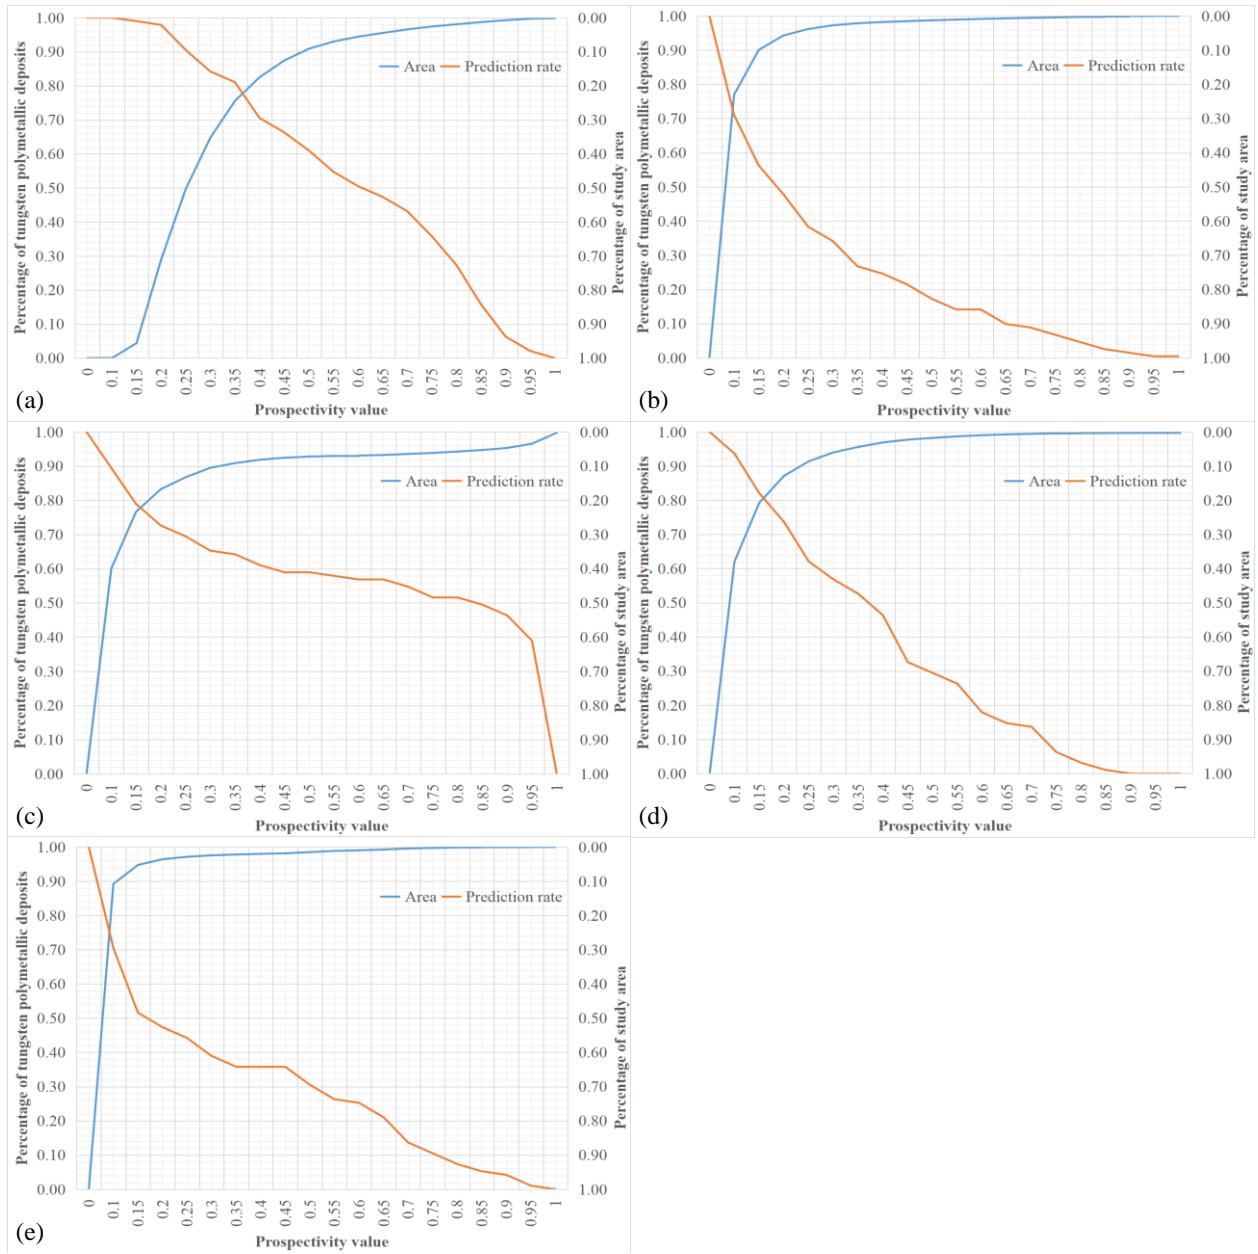 Percentage of tungsten polymetallic deposits
1.00 0.00
0.90 0.10
Area Prediction rate
0.80 0.20
0.70 0.30
0.60 0.40
0.50 0.50
0.40 0.60
0.30 0.70
0.20 0.80
0.10 0.90
0.00 1.00
Percentage of study area
0 0.1 0.15 0.2 0.25 0.3 0.35 0.4 0.45 0.5 0.55 0.6 0.65 0.7 0.75 0.8 0.85 0.9 0.95 1
(a)
Prospectivity value
Percentage of tungsten polymetallic deposits
1.00 0.00
0.90 0.10
Area Prediction rate
0.80 0.20
0.70 0.30
0.60 0.40
0.50 0.50
0.40 0.60
0.30 0.70
0.20 0.80
0.10 0.90
0.00 1.00
Percentage of study area
0 0.1 0.15 0.2 0.25 0.3 0.35 0.4 0.45 0.5 0.55 0.6 0.65 0.7 0.75 0.8 0.85 0.9 0.95 1
(b)
Prospectivity value
Percentage of tungsten polymetallic deposits
1.00 0.00
0.90 0.10
Area Prediction rate
0.80 0.20
0.70 0.30
0.60 0.40
0.50 0.50
0.40 0.60
0.30 0.70
0.20 0.80
0.10 0.90
0.00 1.00
Percentage of study area
0 0.1 0.15 0.2 0.25 0.3 0.35 0.4 0.45 0.5 0.55 0.6 0.65 0.7 0.75 0.8 0.85 0.9 0.95 1
(c)
Prospectivity value
Percentage of tungsten polymetallic deposits
1.00 0.00
0.90 0.10
Area Prediction rate
0.80 0.20
0.70 0.30
0.60 0.40
0.50 0.50
0.40 0.60
0.30 0.70
0.20 0.80
0.10 0.90
0.00 1.00
Percentage of study area
0 0.1 0.15 0.2 0.25 0.3 0.35 0.4 0.45 0.5 0.55 0.6 0.65 0.7 0.75 0.8 0.85 0.9 0.95 1
(d)
Prospectivity value
Percentage of tungsten polymetallic deposits
1.00 0.00
0.90 0.10
Area Prediction rate
0.80 0.20
0.70 0.30
0.60 0.40
0.50 0.50
0.40 0.60
0.30 0.70
0.20 0.80
0.10 0.90
0.00 1.00
Percentage of study area
0 0.1 0.15 0.2 0.25 0.3 0.35 0.4 0.45 0.5 0.55 0.6 0.65 0.7 0.75 0.8 0.85 0.9 0.95 1
(e)
Prospectivity value